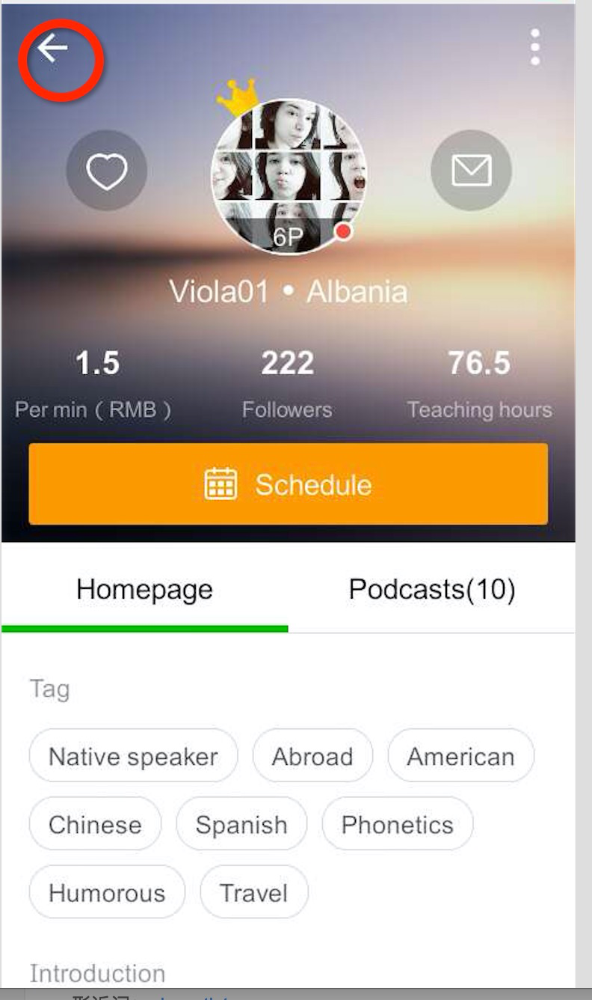 6P
Viola01 • Albania
1.5 222 76.5
Per min ( RMB ) Followers Teaching hours
Schedule
Homepage Podcasts(10)
Tag
Native speaker Abroad American
Chinese Spanish Phonetics
Humorous Travel
Introduction